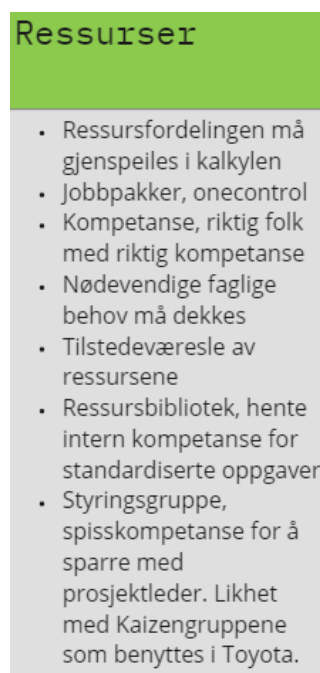 Ressurser
• Ressursfordelingen må
gjenspeiles i kalkylen
• Jobbpakker, onecontrol
• Kompetanse, riktig folk
med riktig kompetanse
• Nødevendige faglige
behov må dekkes
• Tilstedeværesle av
ressursene
• Ressursbibliotek, hente
intern kompetanse for
standardiserte oppgaver
• Styringsgruppe,
spisskompetanse for å
sparre med
prosjektleder. Likhet
med Kaizengruppene
som benyttes i Toyota.